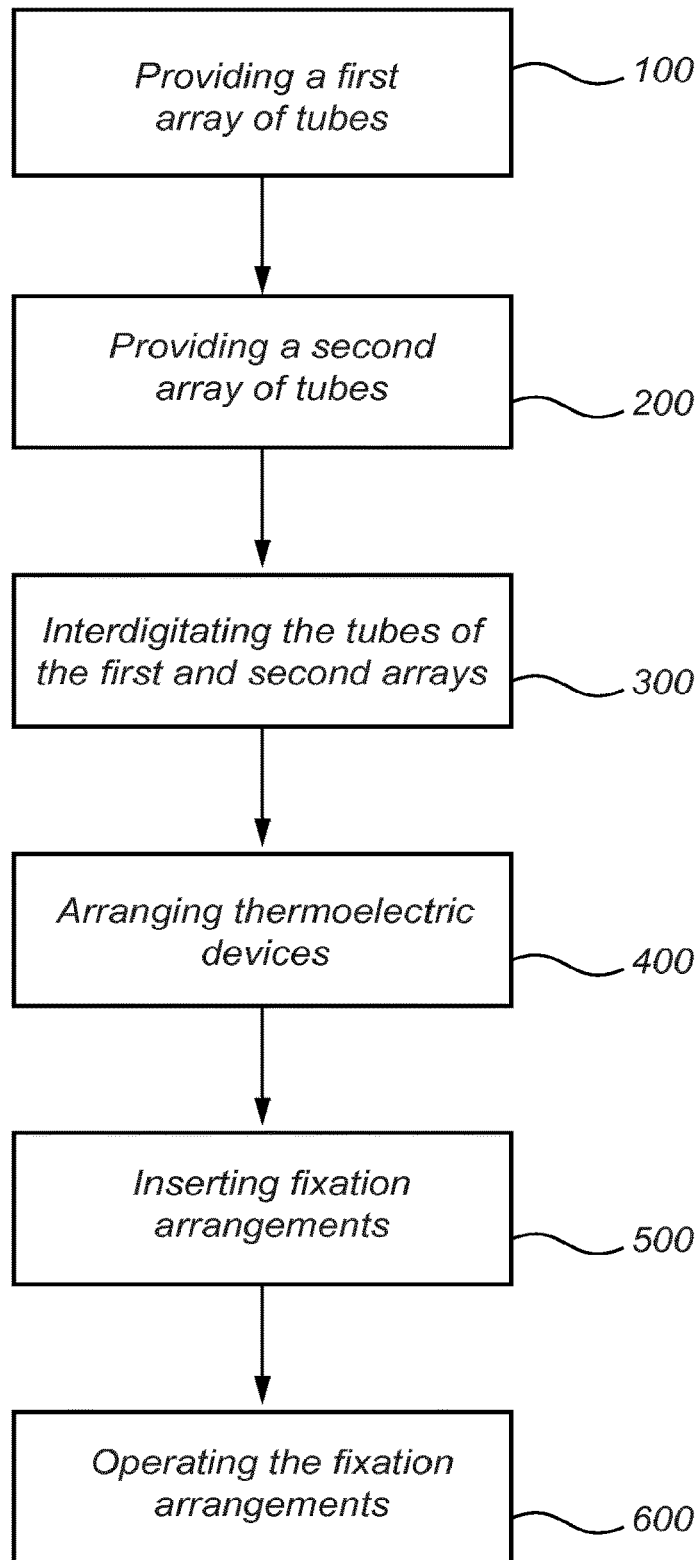 Providing a first
array of tubes
100
Providing a second
array of tubes
200
Interdigitating the tubes of
the first and second arrays
300
Arranging thermoelectric
devices
400
Inserting fixation
arrangements
500
Operating the fixation
arrangements
600